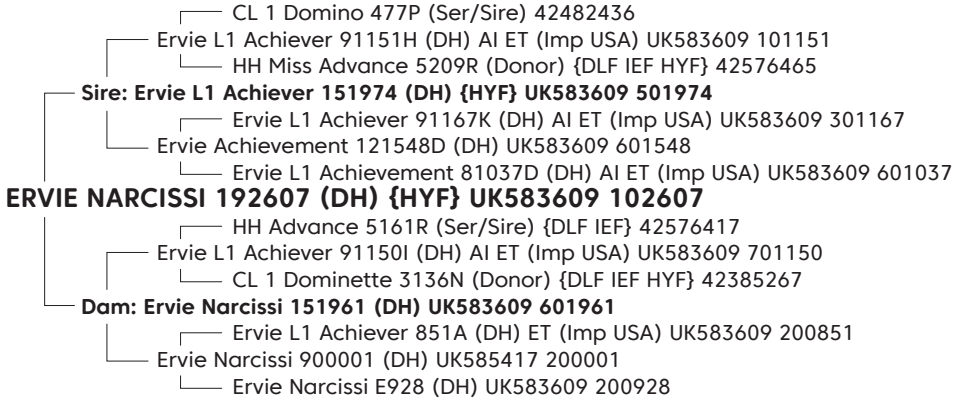 CL 1 Domino 477P (Ser/Sire) 42482436
Ervie L1 Achiever 91151H (DH) AI ET (Imp USA) UK583609 101151
HH Miss Advance 5209R (Donor) {DLF IEF HYF} 42576465
Sire: Ervie L1 Achiever 151974 (DH) {HYF} UK583609 501974
Ervie L1 Achiever 91167K (DH) AI ET (Imp USA) UK583609 301167
Ervie Achievement 121548D (DH) UK583609 601548
Ervie L1 Achievement 81037D (DH) AI ET (Imp USA) UK583609 601037
ERVIE NARCISSI 192607 (DH) {HYF} UK583609 102607
HH Advance 5161R (Ser/Sire) {DLF IEF} 42576417
Ervie L1 Achiever 91150I (DH) AI ET (Imp USA) UK583609 701150
CL 1 Dominette 3136N (Donor) {DLF IEF HYF} 42385267
Dam: Ervie Narcissi 151961 (DH) UK583609 601961
Ervie L1 Achiever 851A (DH) ET (Imp USA) UK583609 200851
Ervie Narcissi 900001 (DH) UK585417 200001
Ervie Narcissi E928 (DH) UK583609 200928